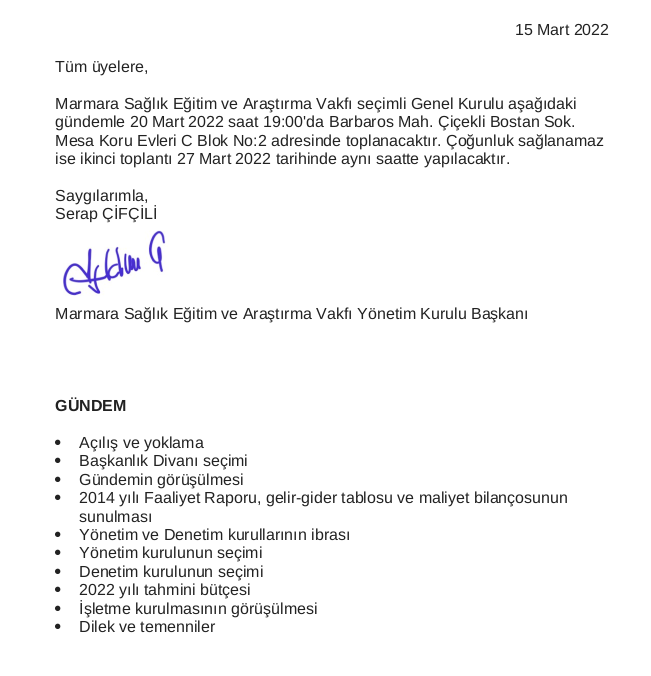 15 Mart 2022
Tüm üyelere,
Marmara Sağlık Eğitim ve Araştırma Vakfı seçimli Genel Kurulu aşağıdaki
gündemle 20 Mart 2022 saat 19:00'da Barbaros Mah. Çiçekli Bostan Sok.
Mesa Koru Evleri C Blok No:2 adresinde toplanacaktır. Çoğunluk sağlanamaz
ise ikinci toplantı 27 Mart 2022 tarihinde aynı saatte yapılacaktır.
Saygılarımla,
Serap ÇİFÇİLİ
Marmara Sağlık Eğitim ve Araştırma Vakfı Yönetim Kurulu Başkanı
GÜNDEM
• Açılış ve yoklama
• Başkanlık Divanı seçimi
• Gündemin görüşülmesi
• 2014 yılı Faaliyet Raporu, gelir-gider tablosu ve maliyet bilançosunun
sunulması
• Yönetim ve Denetim kurullarının ibrası
• Yönetim kurulunun seçimi
• Denetim kurulunun seçimi
• 2022 yılı tahmini bütçesi
• İşletme kurulmasının görüşülmesi
• Dilek ve temenniler